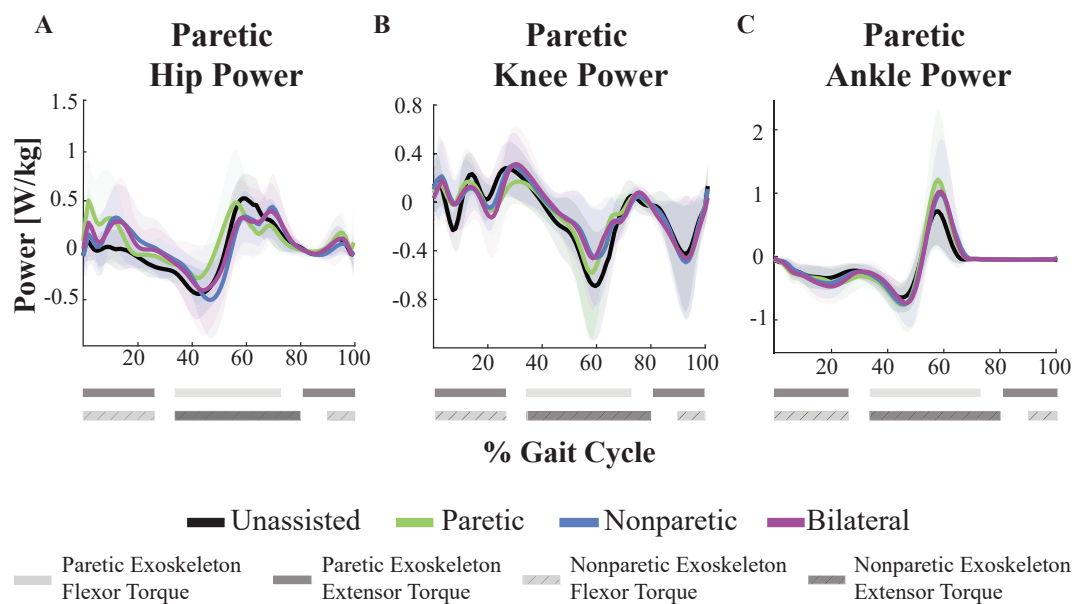 A
Paretic
Hip Power
B
Paretic
Knee Power
C
Paretic
Ankle Power
Power [W/kg]
1.5
1
0.5
0
-0.5
20
40
60
80
100
0.8
0.4
0
-0.4
-0.8
20
40
60
80
100
2
1
0
-1
20
40
60
80
100
% Gait Cycle
Unassisted
Paretic
Nonparetic
Bilateral
Paretic Exoskeleton
Flexor Torque
Paretic Exoskeleton
Extensor Torque
Nonparetic Exoskeleton
Flexor Torque
Nonparetic Exoskeleton
Extensor Torque